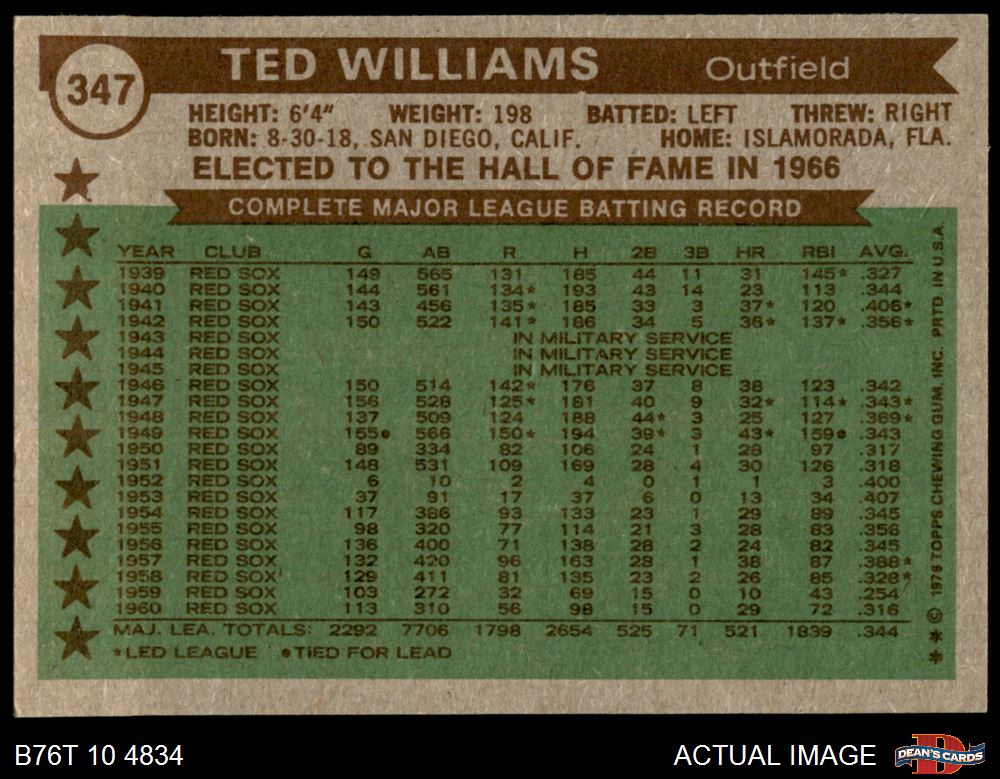 347
TED WILLIAMS Outfield
HEIGHT: 6'4" WEIGHT: 198 BATTED: LEFT THREW: RIGHT
BORN: 8-30-18, SAN DIEGO, CALIF. HOME: ISLAMORADA, FLA.
ELECTED TO THE HALL OF FAME IN 1966
COMPLETE MAJOR LEAGUE BATTING RECORD
YEAR CLUB G AB R H 2B 3B HR RBI AVG.
1939 RED SOX 149 565 131 185 44 11 31 145* .327
1940 RED SOX 144 561 134* 193 43 14 23 113 .344
1941 RED SOX 143 456 135* 185 33 3 37* 120 .406*
1942 RED SOX 150 522 141* 186 34 5 36* 137* .356*
1943 RED SOX IN MILITARY SERVICE
1944 RED SOX IN MILITARY SERVICE
1945 RED SOX IN MILITARY SERVICE
1946 RED SOX 150 514 142* 176 37 8 38 123 .342
1947 RED SOX 156 528 125* 181 40 9 32* 114* .343*
1948 RED SOX 137 509 124 188 44* 3 25 127 .369*
1949 RED SOX 155● 566 150* 194 39* 3 43* 159● .343
1950 RED SOX 89 334 82 106 24 1 28 97 .317
1951 RED SOX 148 531 109 169 28 4 30 126 .318
1952 RED SOX 6 10 2 4 0 1 1 3 .400
1953 RED SOX 37 91 17 37 6 0 13 34 .407
1954 RED SOX 117 386 93 133 23 1 29 89 .345
1955 RED SOX 98 320 77 114 21 3 28 83 .356
1956 RED SOX 136 400 71 138 28 2 24 82 .345
1957 RED SOX 132 420 96 163 28 1 38 87 .388*
1958 RED SOX 129 411 81 135 23 2 26 85 .328*
1959 RED SOX 103 272 32 69 15 0 10 43 .254
1960 RED SOX 113 310 56 98 15 0 29 72 .316
MAJ. LEA. TOTALS: 2292 7706 1798 2654 525 71 521 1839 .344
*LED LEAGUE ●TIED FOR LEAD
** © 1976 TOPPS CHEWING GUM, INC. PRTD. IN U.S.A.
B76T 10 4834
ACTUAL IMAGE
DEAN'S CARDS